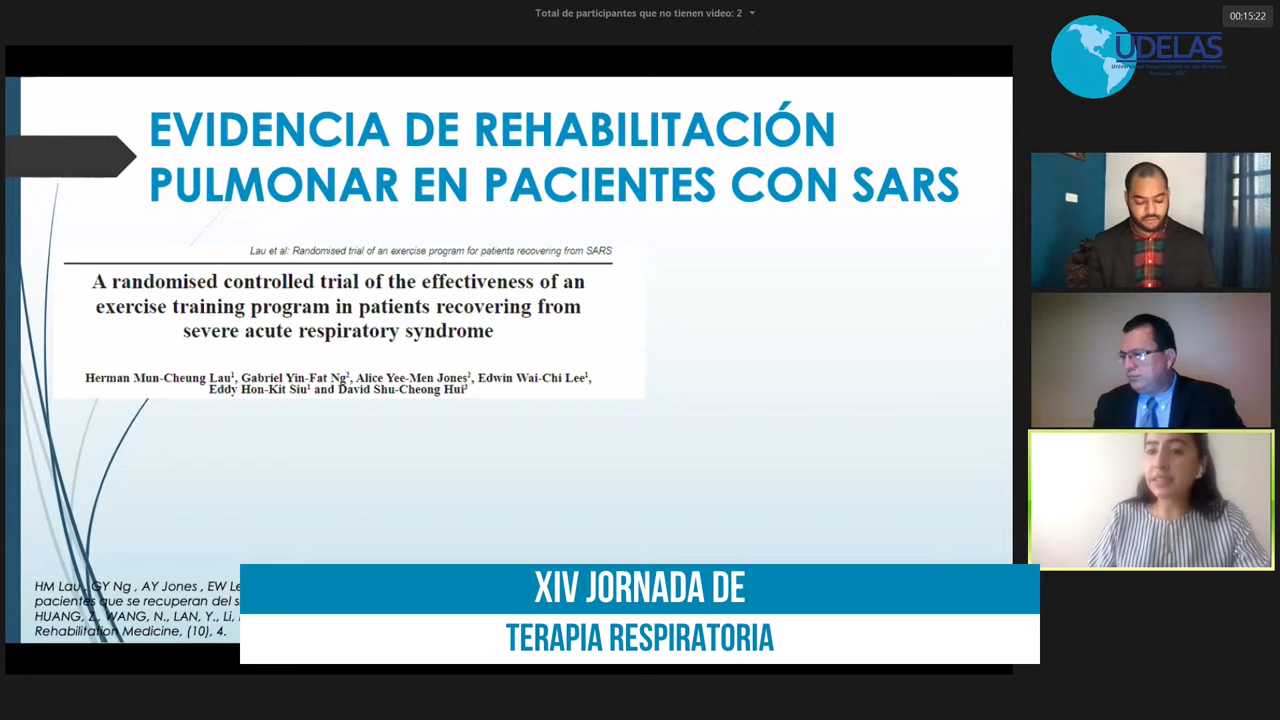 Total de participantes que no tienen video: 2
00:15:22
UDELAS
EVIDENCIA DE REHABILITACIÓN
PULMONAR EN PACIENTES CON SARS
Lau et al: Randomised trial of an exercise program for patients recovering from SARS
A randomised controlled trial of the effectiveness of an
exercise training program in patients recovering from
severe acute respiratory syndrome
Herman Mun-Cheung Lau¹, Gabriel Yin-Fat Ng², Alice Yee-Men Jones², Edwin Wai-Chi Lee¹,
Eddy Hon-Kit Siu¹ and David Shu-Cheong Hui³
HM Lau , GY Ng , AY Jones , EW Le
pacientes que se recuperan del s
HUANG, Z., WANG, N., LAN, Y., Li,
Rehabilitation Medicine, (10), 4.
XIV JORNADA DE
TERAPIA RESPIRATORIA